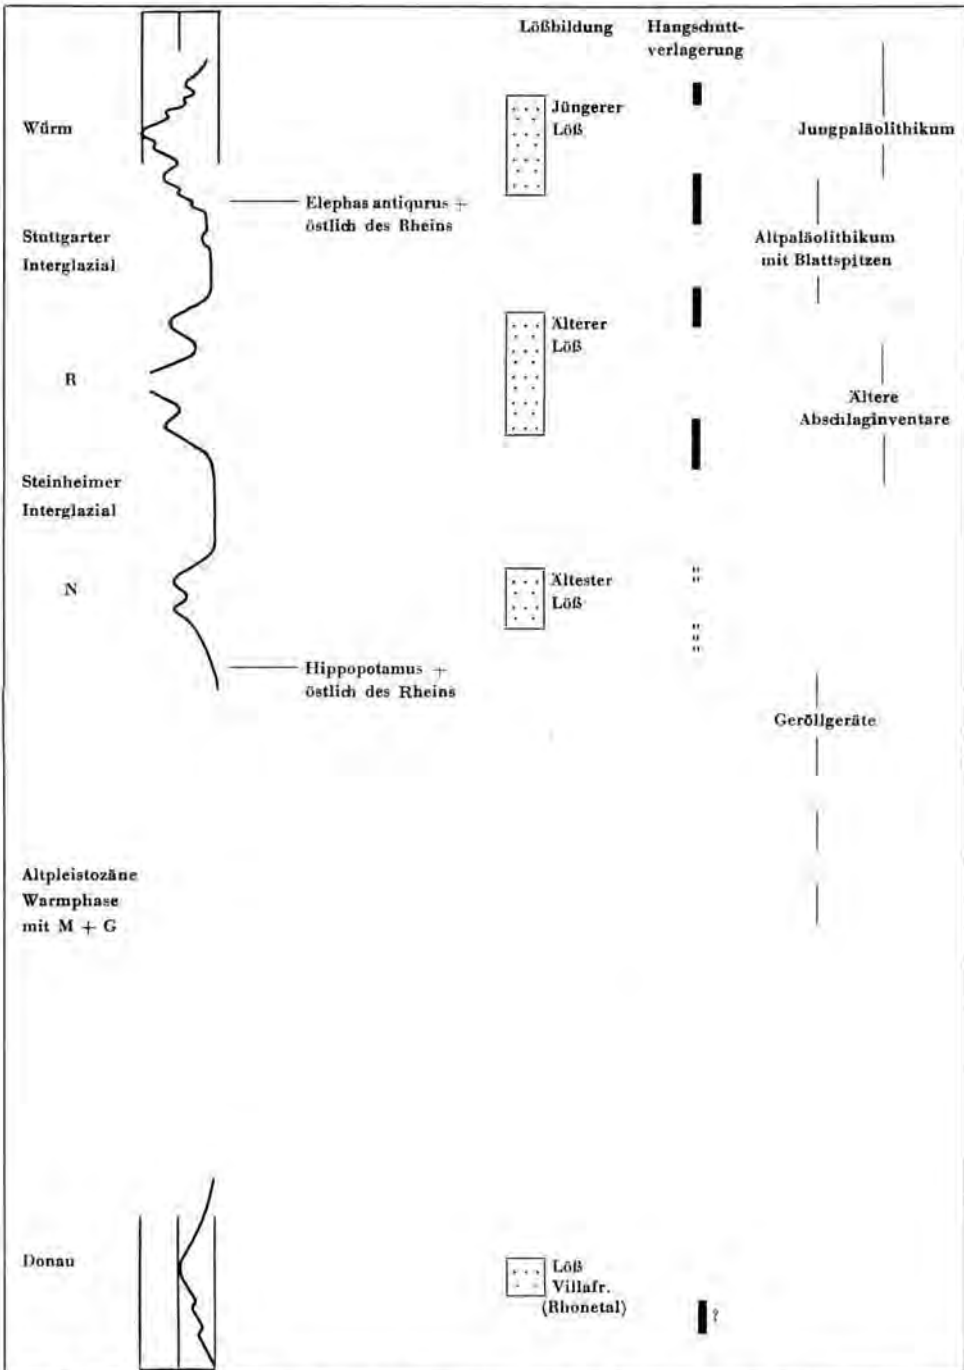 Lößbildung
Hangschutt-
verlagerung
Würm
Jüngerer
Löß
Jungpaläolithikum
Elephas antiqurus +
östlich des Rheins
Stuttgarter
Interglazial
Altpaläolithikum
mit Blattspitzen
Älterer
Löß
R
Ältere
Abschlaginventare
Steinheimer
Interglazial
N
Ältester
Löß
Hippopotamus +
östlich des Rheins
Geröllgeräte
Altpleistozäne
Warmphase
mit M + G
Donau
Löß
Villafr.
(Rhonetal)
?